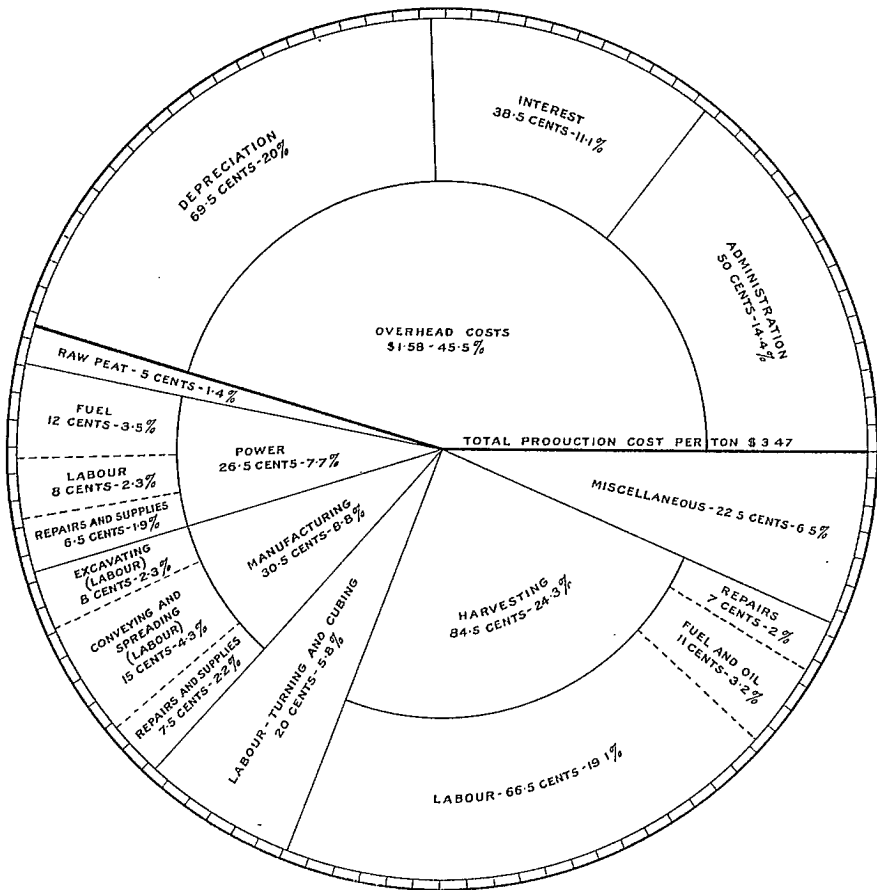 DEPRECIATION
69·5 CENTS-20%
INTEREST
38·5 CENTS-11·1%
ADMINISTRATION
50 CENTS-14·4%
OVERHEAD COSTS
$1·58-45·5%
TOTAL PRODUCTION COST PER TON $3 47
RAW PEAT-5 CENTS-1·4%
FUEL
12 CENTS-3·5%
LABOUR
8 CENTS-2·3%
REPAIRS AND SUPPLIES
6·5 CENTS-1·9%
POWER
26·5 CENTS-7·7%
EXCAVATING
(LABOUR)
8 CENTS-2·3%
CONVEYING AND
SPREADING
(LABOUR)
15 CENTS-4·3%
REPAIRS AND SUPPLIES
7·5 CENTS-2·2%
MANUFACTURING
30·5 CENTS-8·8%
LABOUR-TURNING AND CUBING
20 CENTS-5·8%
HARVESTING
84·5 CENTS-24·3%
LABOUR-66·5 CENTS-19 1%
FUEL AND OIL
11 CENTS-3·2%
REPAIRS
7 CENTS-2%
MISCELLANEOUS-22 5 CENTS-6 5%